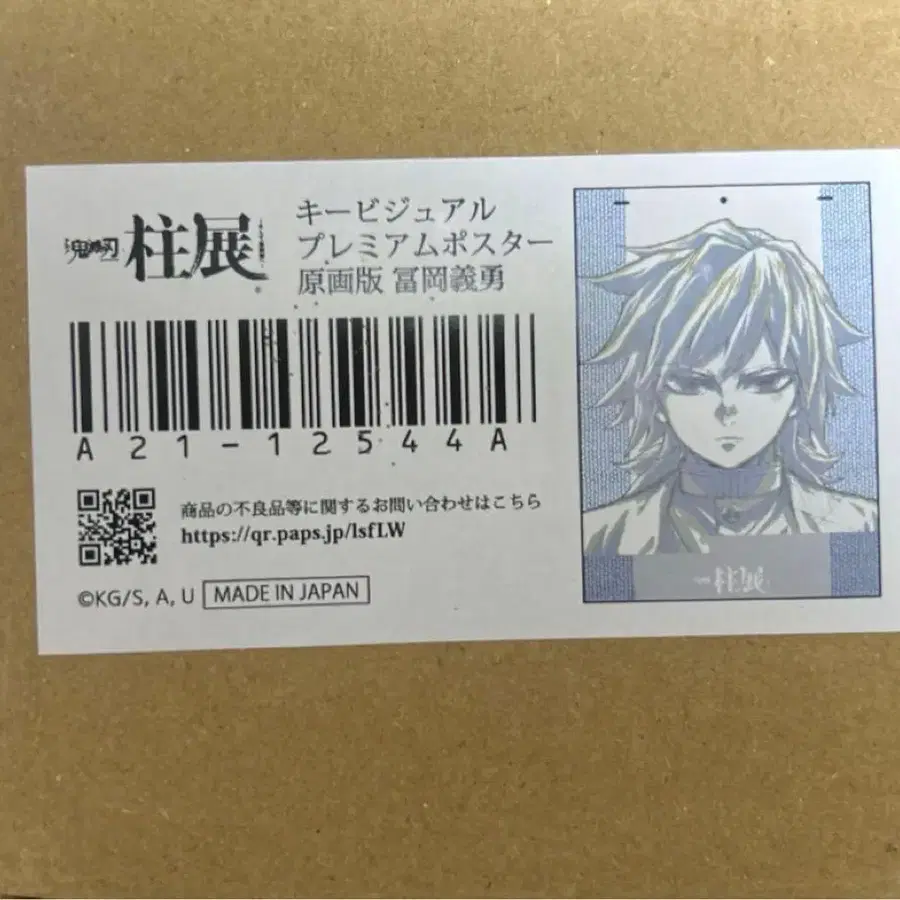 鬼滅の刃 柱展
キービジュアル
プレミアムポスター
原画版 冨岡義勇
A21-12544A
商品の不良品等に関するお問い合わせはこちら
https://qr.paps.jp/lsfLW
©KG/S, A, U MADE IN JAPAN
柱展